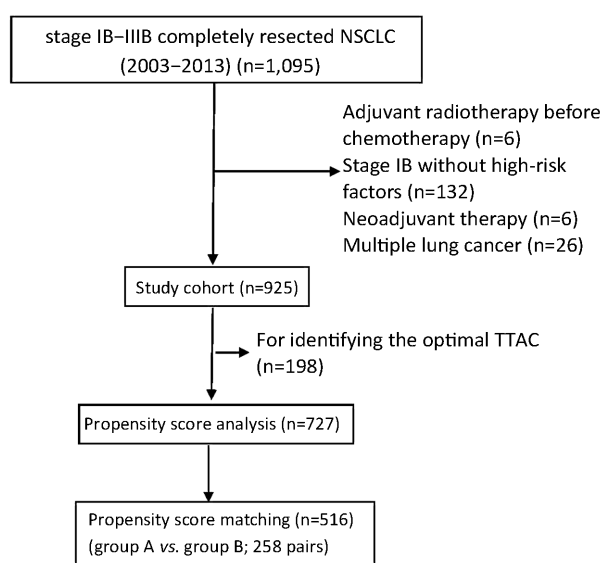 stage IB−IIIB completely resected NSCLC
(2003−2013) (n=1,095)
Adjuvant radiotherapy before
chemotherapy (n=6)
Stage IB without high-risk
factors (n=132)
Neoadjuvant therapy (n=6)
Multiple lung cancer (n=26)
Study cohort (n=925)
For identifying the optimal TTAC
(n=198)
Propensity score analysis (n=727)
Propensity score matching (n=516)
(group A vs. group B; 258 pairs)